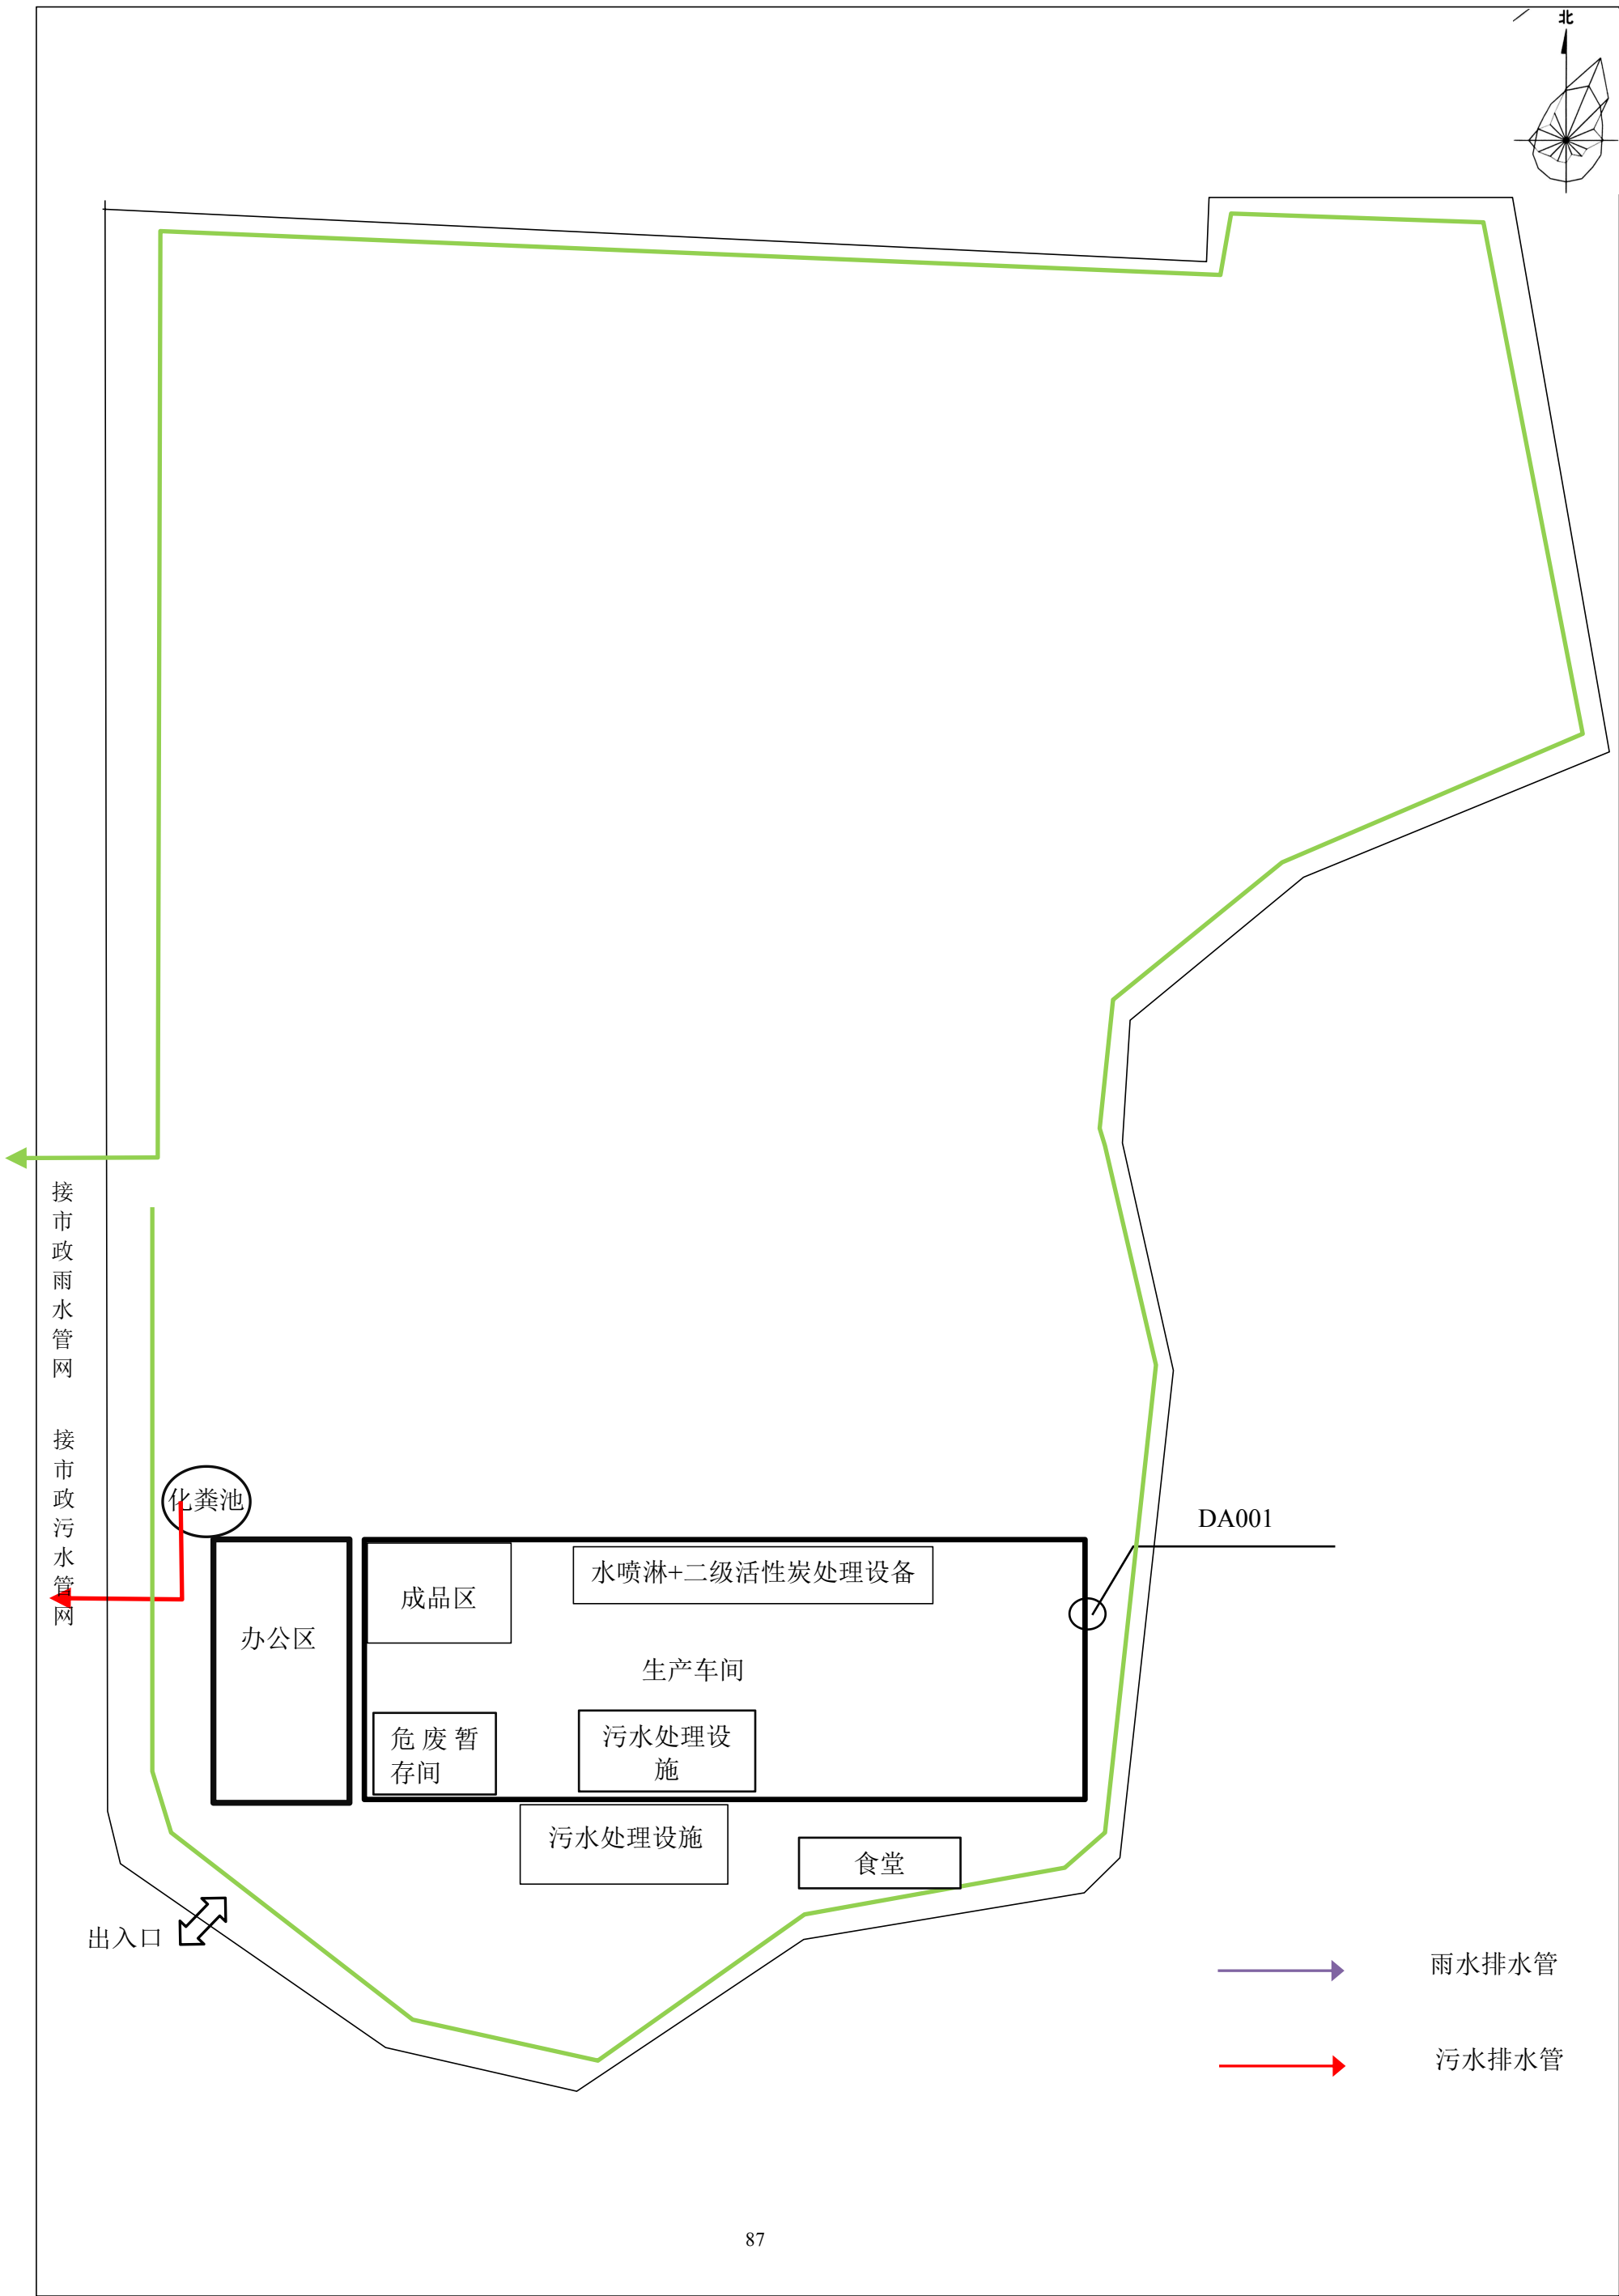 北
接市政雨水管网
接市政污水管网
化粪池
DA001
水喷淋+二级活性炭处理设备
成品区
办公区
生产车间
危废暂
存间
污水处理设
施
污水处理设施
食堂
出入口
雨水排水管
污水排水管
87